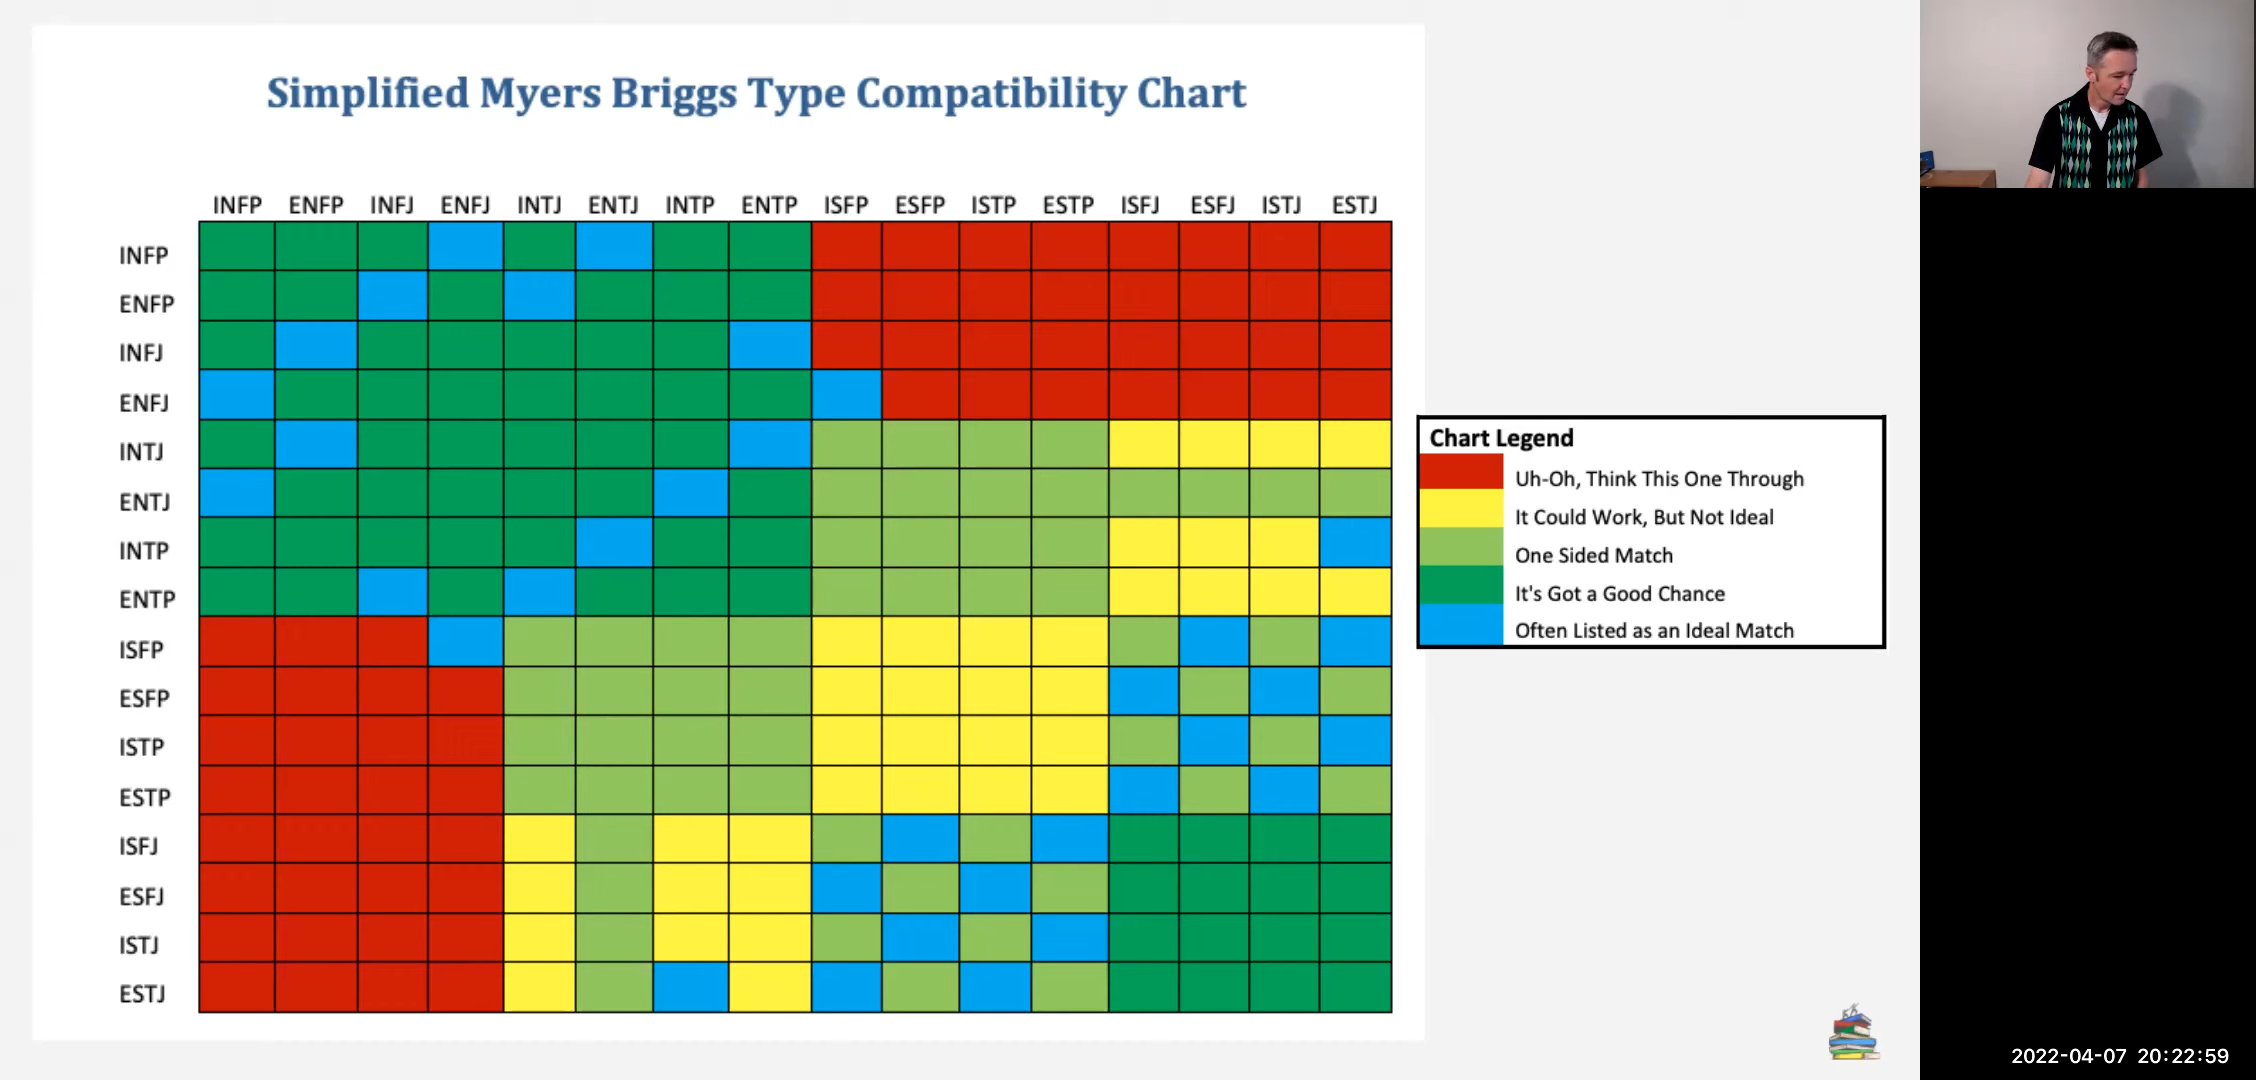 Simplified Myers Briggs Type Compatibility Chart
INFP ENFP INFJ ENFJ INTJ ENTJ INTP ENTP ISFP ESFP ISTP ESTP ISFJ ESFJ ISTJ ESTJ
INFP
ENFP
INFJ
ENFJ
INTJ
ENTJ
INTP
ENTP
ISFP
ESFP
ISTP
ESTP
ISFJ
ESFJ
ISTJ
ESTJ
Chart Legend
Uh-Oh, Think This One Through
It Could Work, But Not Ideal
One Sided Match
It's Got a Good Chance
Often Listed as an Ideal Match
2022-04-07 20:22:59